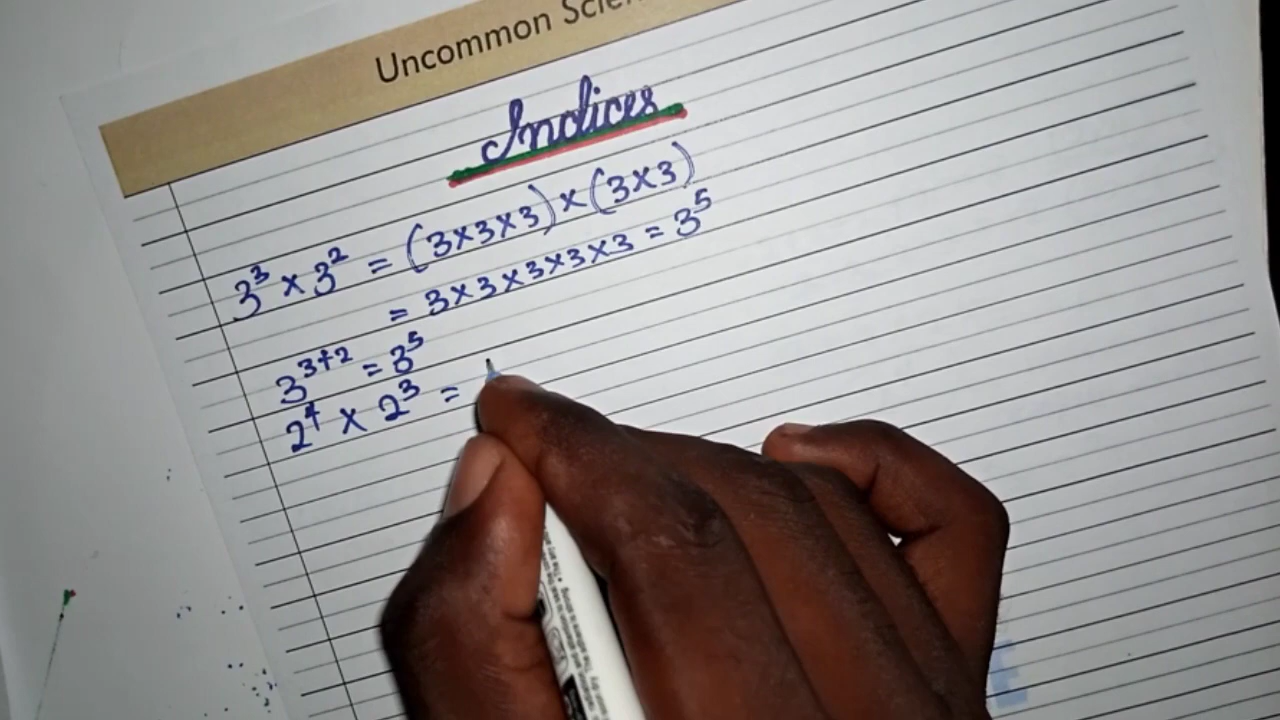 Uncommon
Indices
3³ × 3² = (3×3×3)×(3×3)
= 3×3×3×3×3 = 3⁵
3³⁺² = 3⁵
2⁴ × 2³ =